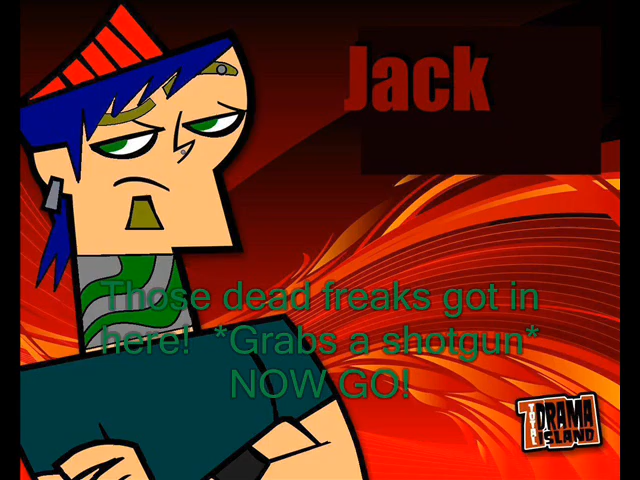 Jack
Those dead freaks got in
here!  *Grabs a shotgun*
NOW GO!
TOTAL
DRAMA
ISLAND